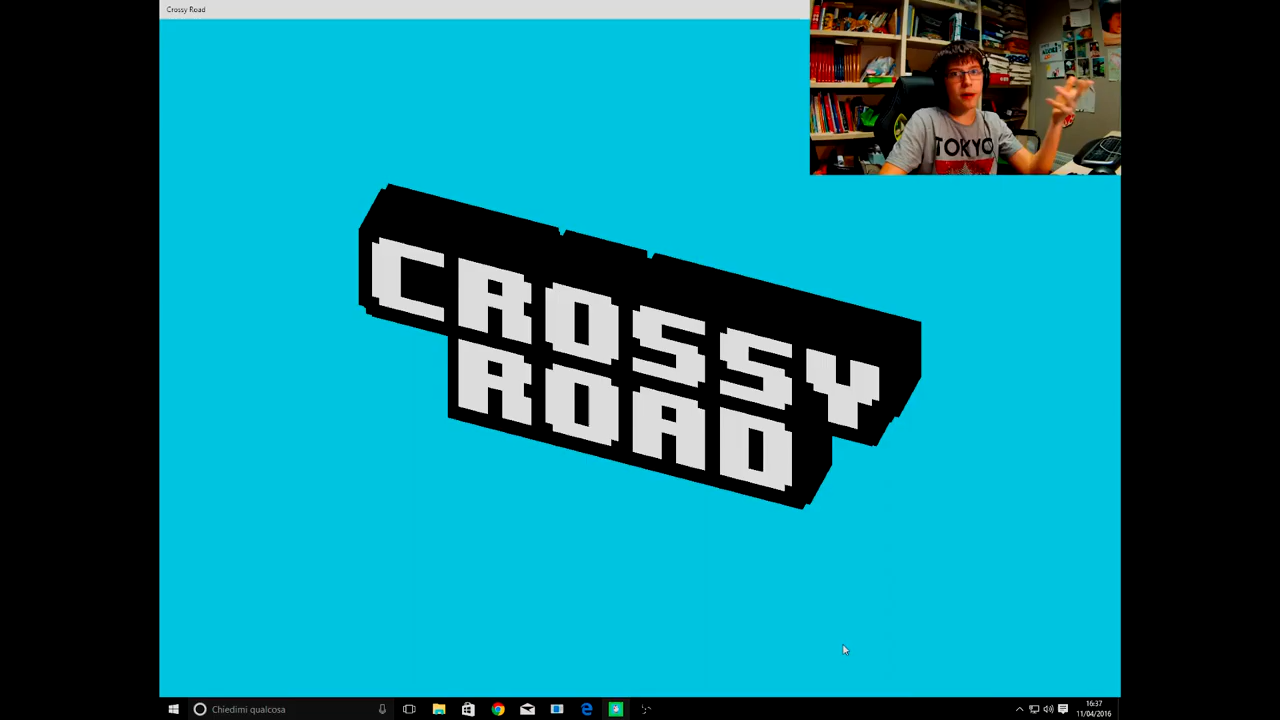 Crossy Road
TOKYO
CROSSY
ROAD
Chiedimi qualcosa
16:37
11/04/2016